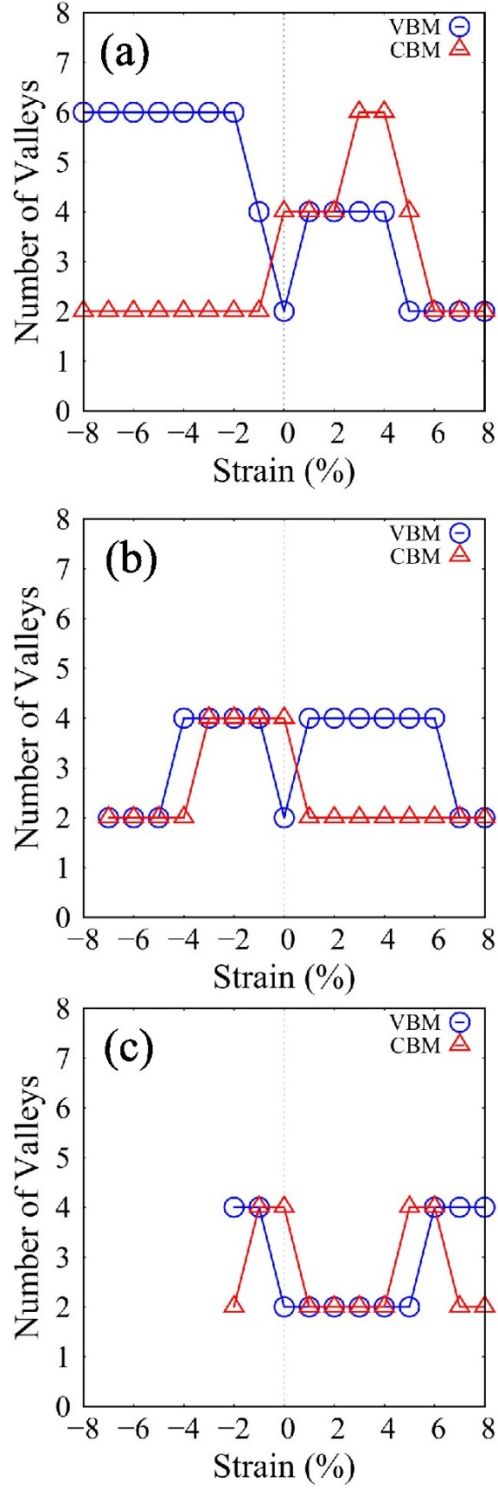 (a)
VBM
CBM
Number of Valleys
8
7
6
5
4
3
2
1
0
−8 −6 −4 −2 0 2 4 6 8
Strain (%)
(b)
VBM
CBM
Number of Valleys
8
7
6
5
4
3
2
1
0
−8 −6 −4 −2 0 2 4 6 8
Strain (%)
(c)
VBM
CBM
Number of Valleys
8
7
6
5
4
3
2
1
0
−8 −6 −4 −2 0 2 4 6 8
Strain (%)